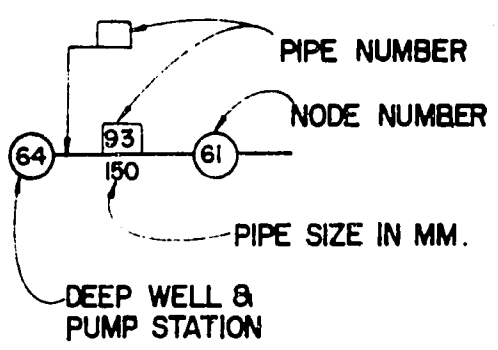 PIPE NUMBER
NODE NUMBER
93
64
61
150
PIPE SIZE IN MM.
DEEP WELL &
PUMP STATION